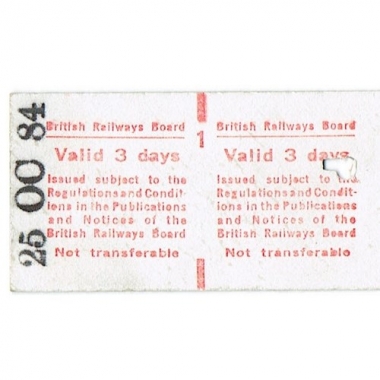 25 OC 84
British Railways Board
Valid 3 days
Issued subject to the
Regulations and Condit-
ions in the Publications
and Notices of the
British Railways Board
Not transferable
1
British Railways Board
Valid 3 days
Issued subject to the
Regulations and Condit-
ions in the Publications
and Notices of the
British Railways Board
Not transferable